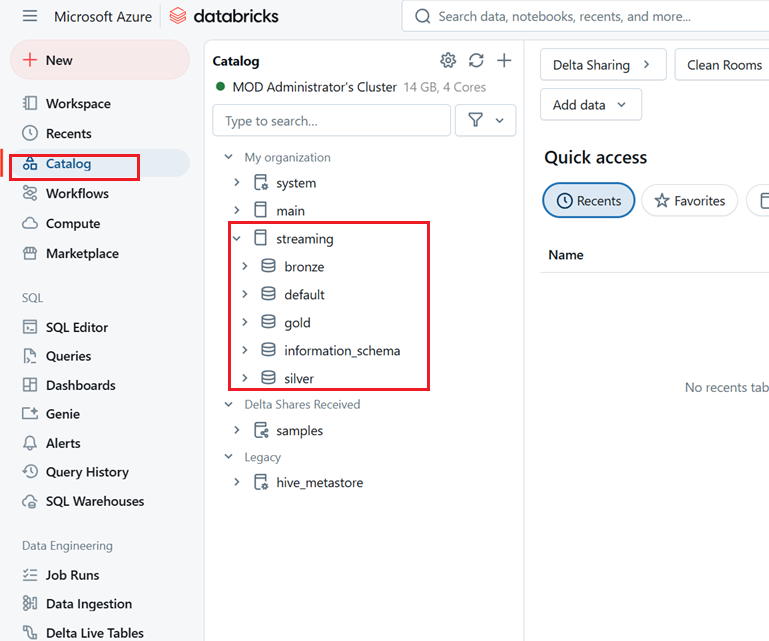 Microsoft Azure databricks
Search data, notebooks, recents, and more...
New
Workspace
Recents
Catalog
Workflows
Compute
Marketplace
SQL
SQL Editor
Queries
Dashboards
Genie
Alerts
Query History
SQL Warehouses
Data Engineering
Job Runs
Data Ingestion
Delta Live Tables
Catalog
MOD Administrator's Cluster 14 GB, 4 Cores
Type to search...
My organization
system
main
streaming
bronze
default
gold
information_schema
silver
Delta Shares Received
samples
Legacy
hive_metastore
Delta Sharing
Clean Rooms
Add data
Quick access
Recents
Favorites
Name
No recents tab